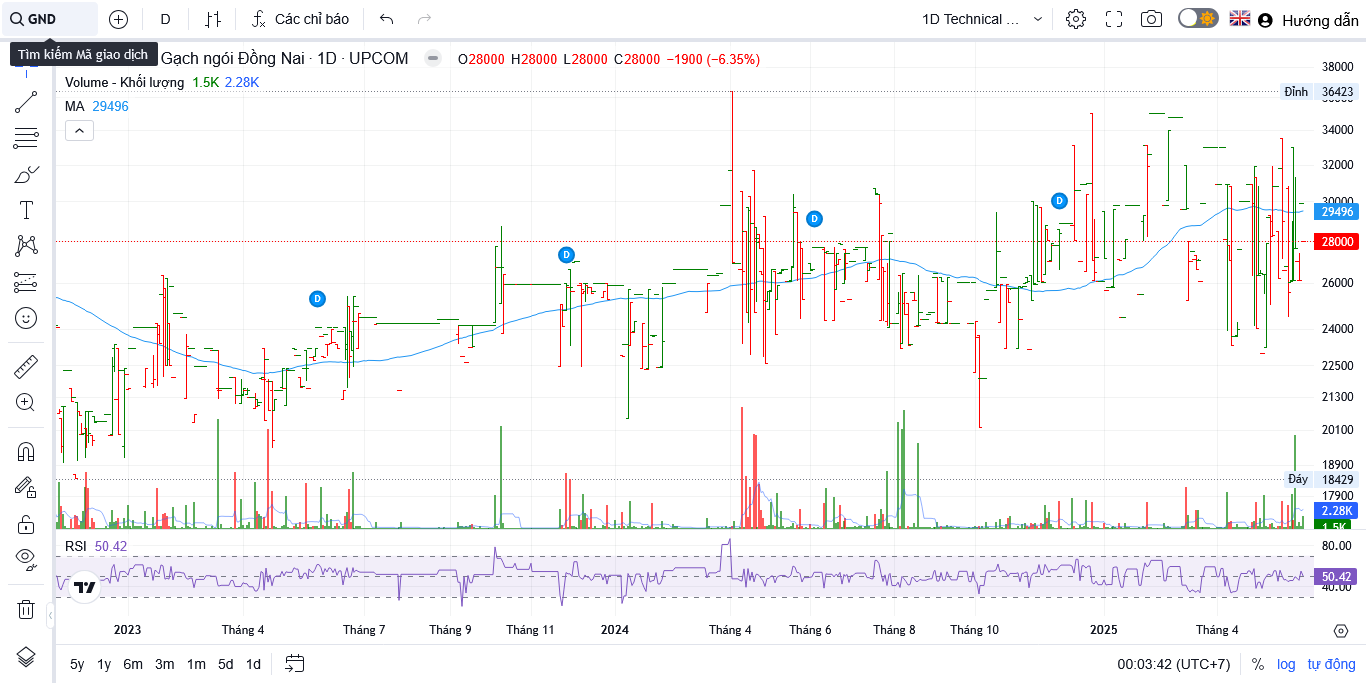 GND
D
Các chỉ báo
1D Technical ...
Hướng dẫn
Tìm kiếm Mã giao dịch
Gạch ngói Đồng Nai · 1D · UPCOM
O28000 H28000 L28000 C28000 −1900 (−6.35%)
Volume - Khối lượng 1.5K 2.28K
MA 29496
38000
Đỉnh 36423
34000
32000
30000
29496
28000
26000
24000
22500
21300
20100
18900
Đáy 18429
17900
2.28K
1.5K
D
D
D
D
RSI 50.42
80.00
50.42
40.00
2023 Tháng 4 Tháng 7 Tháng 9 Tháng 11 2024 Tháng 4 Tháng 6 Tháng 8 Tháng 10 2025 Tháng 4
5y 1y 6m 3m 1m 5d 1d
00:03:42 (UTC+7) % log tự động